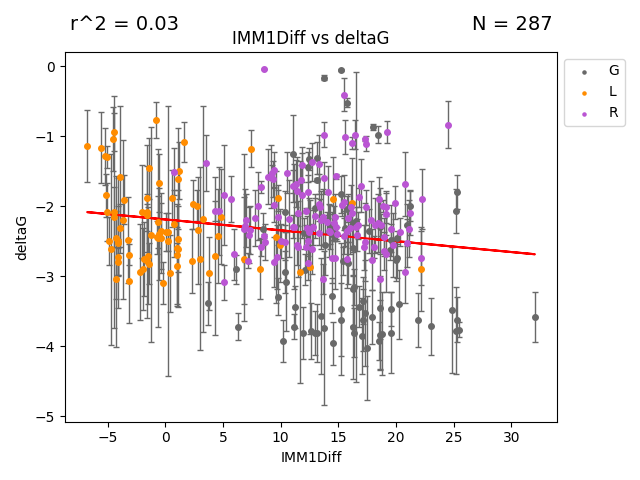 r^2 = 0.03
N = 287
IMM1Diff vs deltaG
G
L
R
deltaG
0
−1
−2
−3
−4
−5
−5
0
5
10
15
20
25
30
IMM1Diff